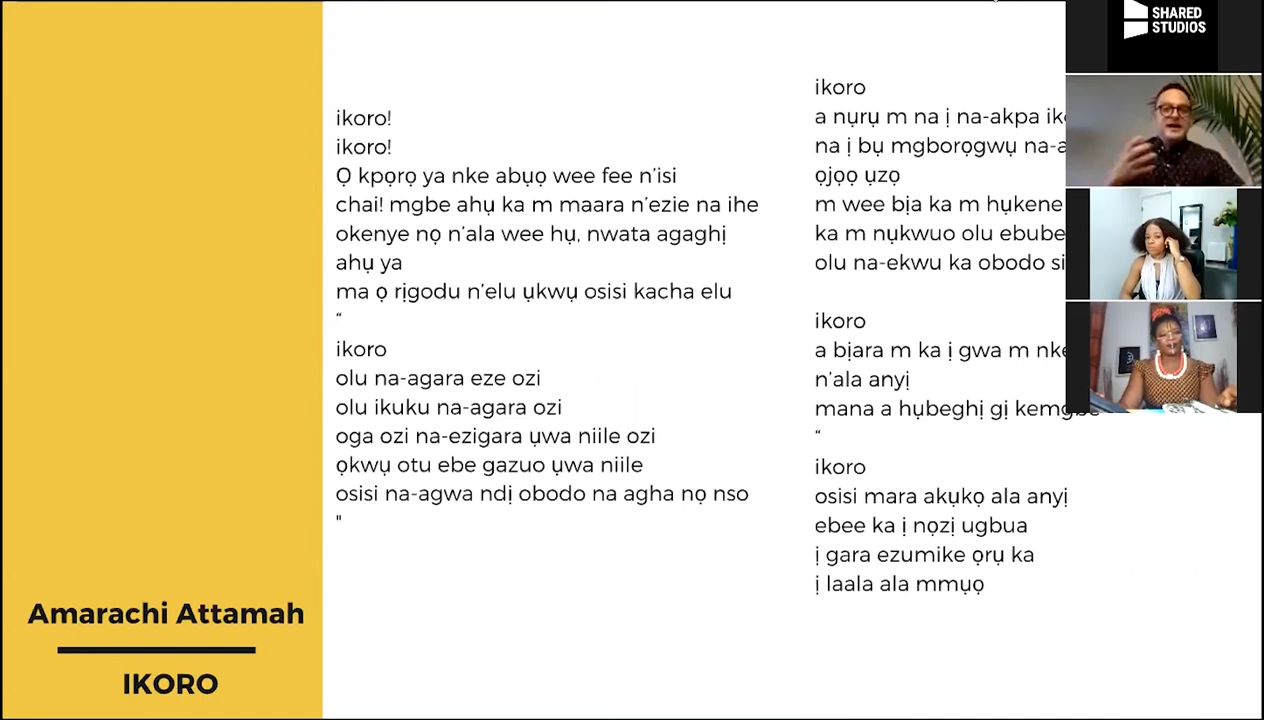 ikoro!
ikoro!
Ọ kpọrọ ya nke abụọ wee fee n’isi
chai! mgbe ahụ ka m maara n’ezie na ihe
okenye nọ n’ala wee hụ, nwata agaghị
ahụ ya
ma ọ rịgodu n’elu ụkwụ osisi kacha elu
“
ikoro
olu na-agara eze ozi
olu ikuku na-agara ozi
oga ozi na-ezigara ụwa niile ozi
ọkwụ otu ebe gazuo ụwa niile
osisi na-agwa ndị obodo na agha nọ nso
"
ikoro
a nụrụ m na ị na-akpa
na ị bụ mgborọgwụ
ọjọọ ụzọ
m wee bịa ka m hụkene
ka m nụkwuo olu ebube
olu na-ekwu ka obodo
ikoro
a bịara m ka ị gwa m
n’ala anyị
mana a hụbeghị gị kemgbe
“
ikoro
osisi mara akụkọ ala anyị
ebee ka ị nọzị ugbua
ị gara ezumike ọrụ ka
ị laala ala mmụọ
Amarachi Attamah
IKORO
SHARED
STUDIOS